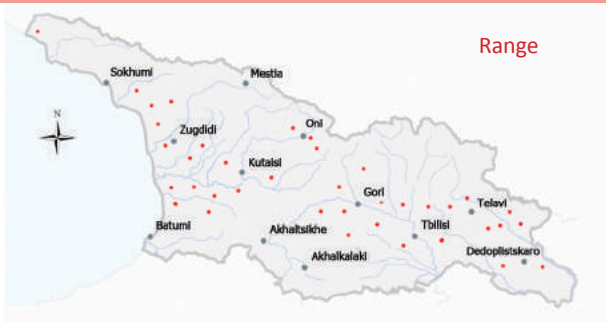 Range
Sokhumi
Mestia
N
Zugdidi
Oni
Kutaisi
Gori
Telavi
Batumi
Akhaltsikhe
Tbilisi
Dedoplistskaro
Akhalkalaki